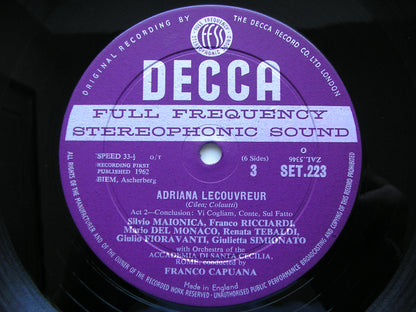 ORIGINAL RECORDING BY
THE DECCA RECORD CO. LTD. LONDON
FULL FREQUENCY
STEREOPHONIC
FFSS
DECCA
FULL FREQUENCY
STEREOPHONIC SOUND
SPEED 33-⅓ O/T
RECORDING FIRST
PUBLISHED 1962
BIEM, Ascherberg
O
ZAL.5346
(6 Sides)
3 SET.223
ADRIANA LECOUVREUR
(Cilea; Colautti)
Act 2—Conclusion: Vi Cogliam, Conte, Sul Fatto
Silvio MAIONICA, Franco RICCIARDI,
Mario DEL MONACO, Renata TEBALDI,
Giulio FIORAVANTI, Giulietta SIMIONATO
with Orchestra of the
ACCADEMIA DI SANTA CECILIA,
ROME, conducted by
FRANCO CAPUANA
Made in England
ALL RIGHTS OF THE MANUFACTURER AND OF THE OWNER OF THE RECORDED WORK RESERVED · UNAUTHORISED PUBLIC PERFORMANCE BROADCASTING AND COPYING OF THIS RECORD PROHIBITED